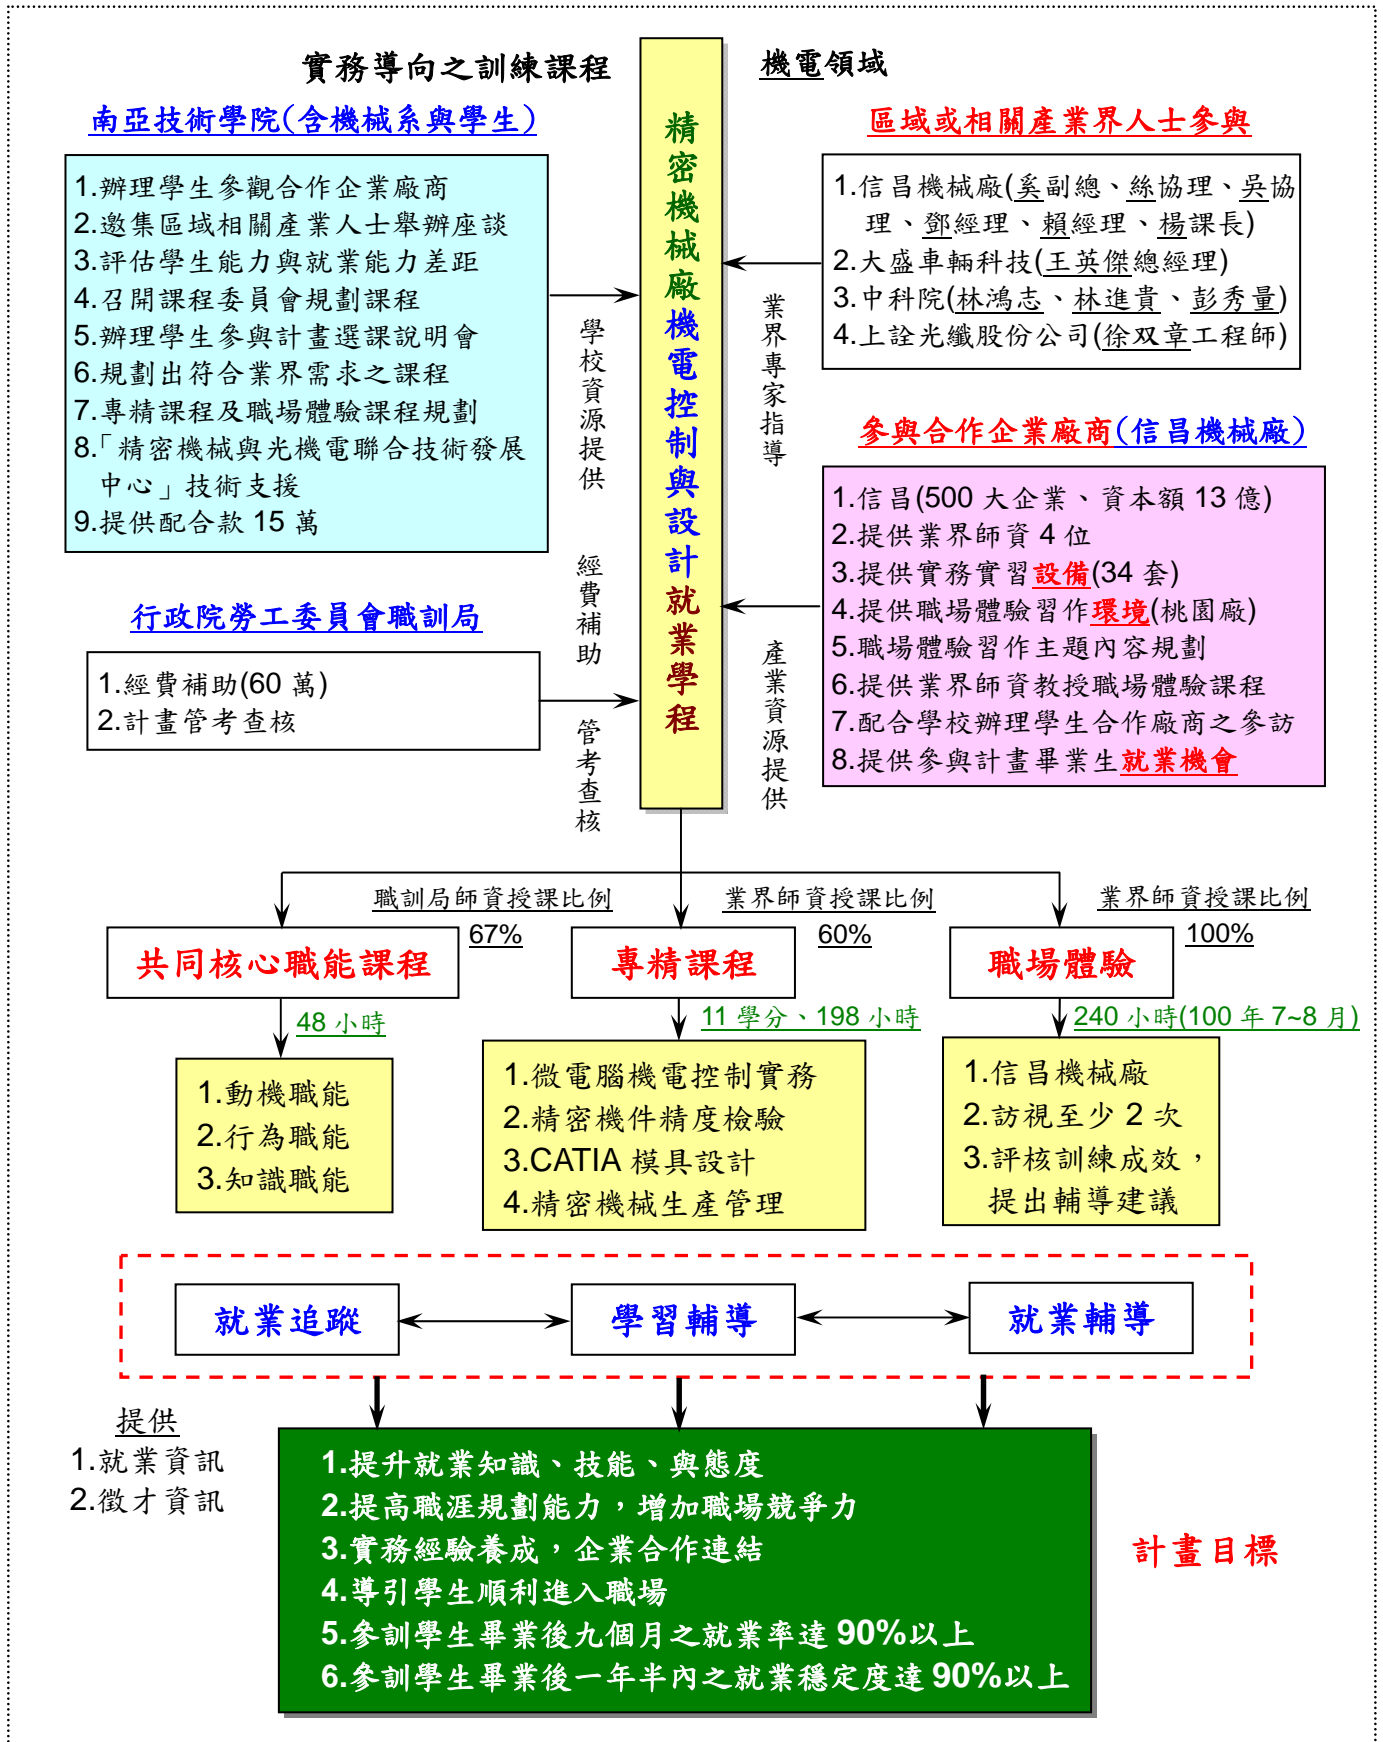 實務導向之訓練課程
機電領域
南亞技術學院(含機械系與學生)
1.辦理學生參觀合作企業廠商
2.邀集區域相關產業人士舉辦座談
3.評估學生能力與就業能力差距
4.召開課程委員會規劃課程
5.辦理學生參與計畫選課說明會
6.規劃出符合業界需求之課程
7.專精課程及職場體驗課程規劃
8.「精密機械與光機電聯合技術發展
中心」技術支援
9.提供配合款 15 萬
學校資源提供
行政院勞工委員會職訓局
1.經費補助(60 萬)
2.計畫管考查核
經費補助
管考查核
精密機械廠機電控制與設計就業學程
區域或相關產業界人士參與
1.信昌機械廠(奚副總、絲協理、吳協
理、鄧經理、賴經理、楊課長)
2.大盛車輛科技(王英傑總經理)
3.中科院(林鴻志、林進貴、彭秀量)
4.上詮光纖股份公司(徐双章工程師)
業界專家指導
參與合作企業廠商(信昌機械廠)
1.信昌(500 大企業、資本額 13 億)
2.提供業界師資 4 位
3.提供實務實習設備(34 套)
4.提供職場體驗習作環境(桃園廠)
5.職場體驗習作主題內容規劃
6.提供業界師資教授職場體驗課程
7.配合學校辦理學生合作廠商之參訪
8.提供參與計畫畢業生就業機會
產業資源提供
職訓局師資授課比例
67%
業界師資授課比例
60%
業界師資授課比例
100%
共同核心職能課程
專精課程
職場體驗
48 小時
11 學分、198 小時
240 小時(100 年 7~8 月)
1.動機職能
2.行為職能
3.知識職能
1.微電腦機電控制實務
2.精密機件精度檢驗
3.CATIA 模具設計
4.精密機械生產管理
1.信昌機械廠
2.訪視至少 2 次
3.評核訓練成效，
提出輔導建議
就業追蹤
學習輔導
就業輔導
提供
1.就業資訊
2.徵才資訊
1.提升就業知識、技能、與態度
2.提高職涯規劃能力，增加職場競爭力
3.實務經驗養成，企業合作連結
4.導引學生順利進入職場
5.參訓學生畢業後九個月之就業率達 90%以上
6.參訓學生畢業後一年半內之就業穩定度達 90%以上
計畫目標